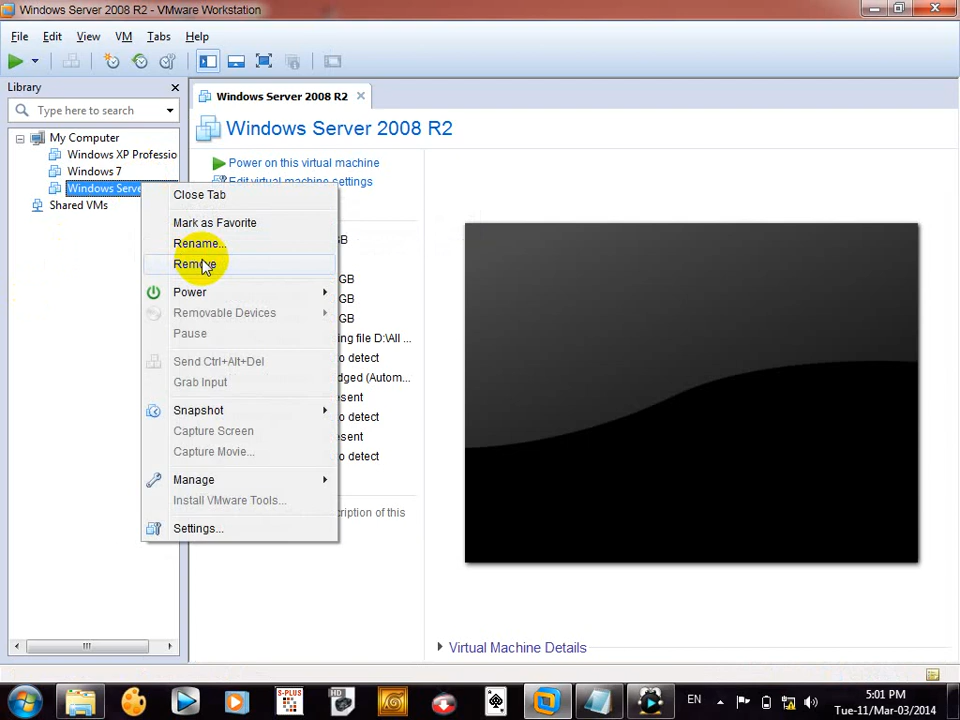 Windows Server 2008 R2 - VMware Workstation
File Edit View VM Tabs Help
Library
Windows Server 2008 R2
Type here to search
Windows Server 2008 R2
My Computer
Windows XP Professio
Windows 7
Windows Serve
Shared VMs
Power on this virtual machine
Edit virtual machine settings
Close Tab
Mark as Favorite
Rename...
Remove
Power
Removable Devices
Pause
Send Ctrl+Alt+Del
Grab Input
Snapshot
Capture Screen
Capture Movie...
Manage
Install VMware Tools...
Settings...
GB
GB
GB
GB
ing file D:\All ...
o detect
dged (Autom...
esent
o detect
esent
o detect
cription of this
Virtual Machine Details
S-PLUS
HD
EN
5:01 PM
Tue-11/Mar-03/2014